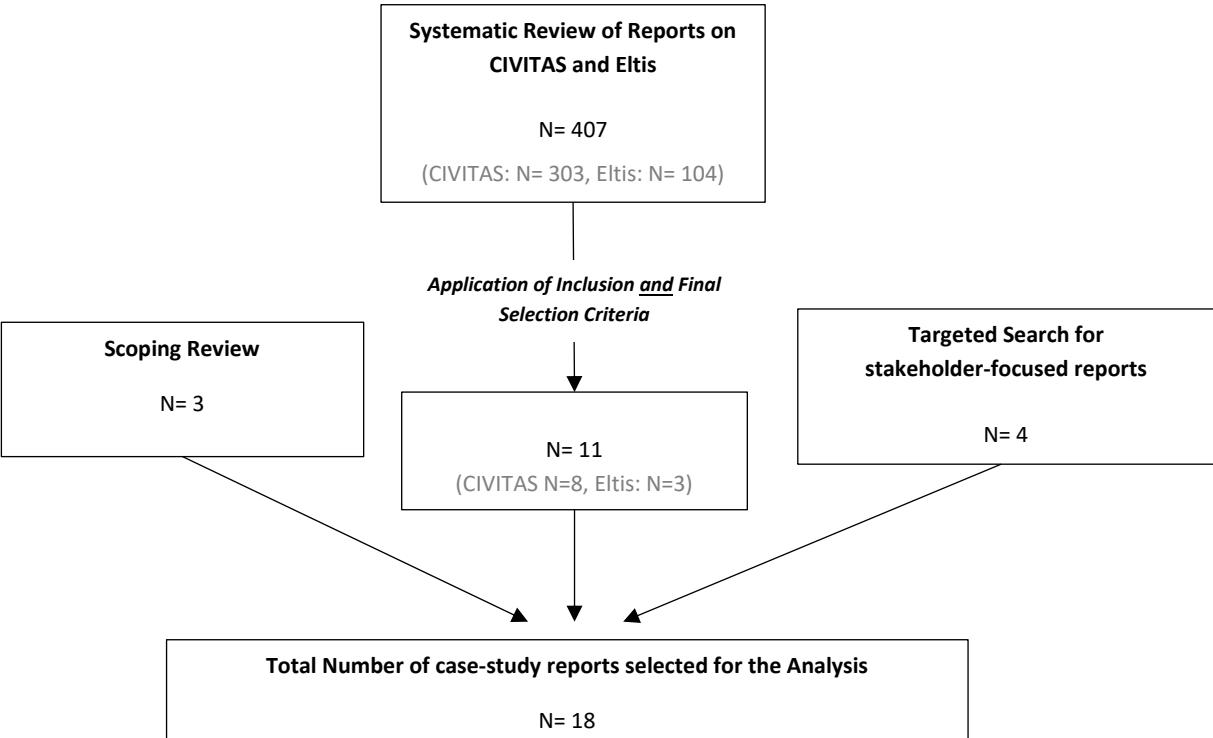 Systematic Review of Reports on
CIVITAS and Eltis
N= 407
(CIVITAS: N= 303, Eltis: N= 104)
Application of Inclusion and Final
Selection Criteria
Scoping Review
N= 3
N= 11
(CIVITAS N=8, Eltis: N=3)
Targeted Search for
stakeholder-focused reports
N= 4
Total Number of case-study reports selected for the Analysis
N= 18